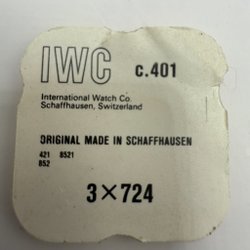 IWC c.401
International Watch Co.
Schaffhausen, Switzerland
ORIGINAL MADE IN SCHAFFHAUSEN
421 8521
852
3×724